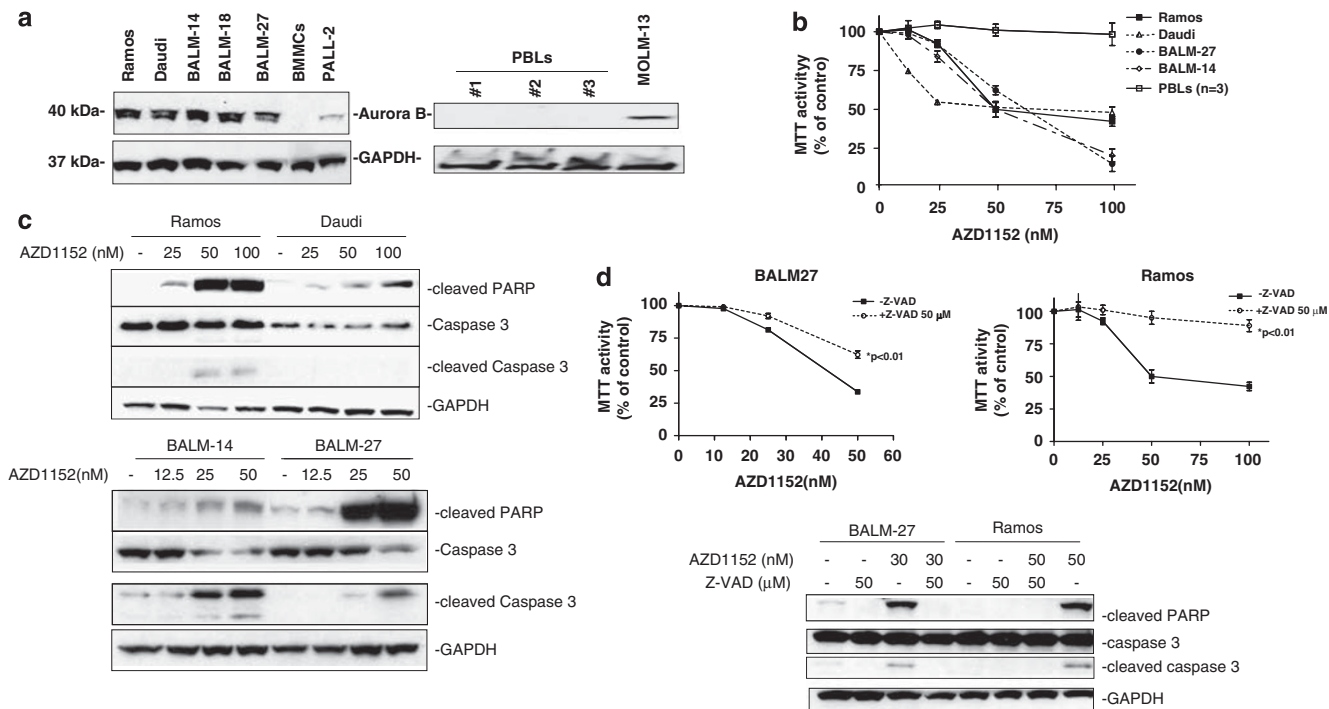 a
Ramos
Daudi
BALM-14
BALM-18
BALM-27
BMMCs
PALL-2
PBLs
#1
#2
#3
MOLM-13
40 kDa-
-Aurora B-
37 kDa-
-GAPDH-
b
MTT activityy
(% of control)
100
75
50
25
0
0 25 50 75 100
AZD1152 (nM)
Ramos
Daudi
BALM-27
BALM-14
PBLs (n=3)
c
Ramos Daudi
AZD1152 (nM) - 25 50 100 - 25 50 100
-cleaved PARP
-Caspase 3
-cleaved Caspase 3
-GAPDH
BALM-14 BALM-27
AZD1152(nM) - 12.5 25 50 - 12.5 25 50
-cleaved PARP
-Caspase 3
-cleaved Caspase 3
-GAPDH
d
BALM27
MTT activity
(% of control)
100
75
50
25
0
0 10 20 30 40 50 60
AZD1152(nM)
-Z-VAD
+Z-VAD 50 μM
*p<0.01
Ramos
MTT ativity
(% of control)
100
75
50
25
0
0 25 50 75 100
AZD1152(nM)
-Z-VAD
+Z-VAD 50 μM
*p<0.01
BALM-27 Ramos
AZD1152 (nM) - - 30 30 - - 50 50
Z-VAD (μM) - 50 - 50 - 50 50 -
-cleaved PARP
-caspase 3
-cleaved caspase 3
-GAPDH